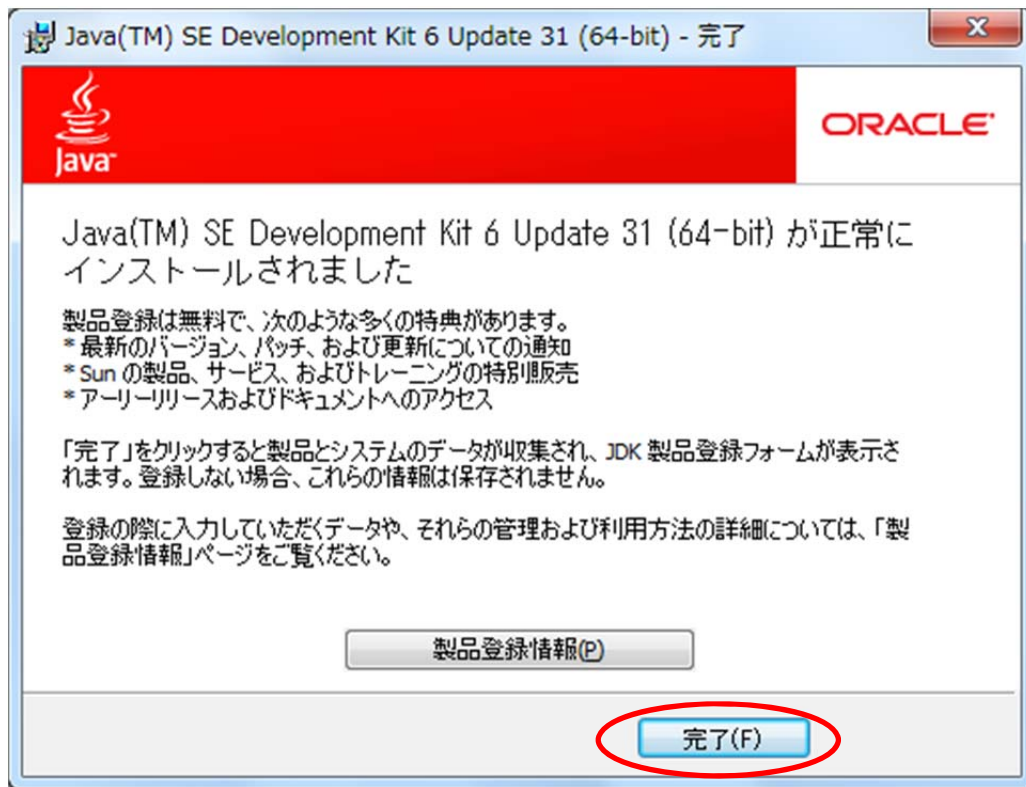 Java(TM) SE Development Kit 6 Update 31 (64-bit) - 完了
Java™
ORACLE®
Java(TM) SE Development Kit 6 Update 31 (64-bit) が正常に
インストールされました
製品登録は無料で、次のような多くの特典があります。
* 最新のバージョン、パッチ、および更新についての通知
* Sun の製品、サービス、およびトレーニングの特別販売
* アーリーリリースおよびドキュメントへのアクセス
「完了」をクリックすると製品とシステムのデータが収集され、JDK 製品登録フォームが表示さ
れます。登録しない場合、これらの情報は保存されません。
登録の際に入力していただくデータや、それらの管理および利用方法の詳細については、「製
品登録情報」ページをご覧ください。
製品登録情報(P)
完了(F)